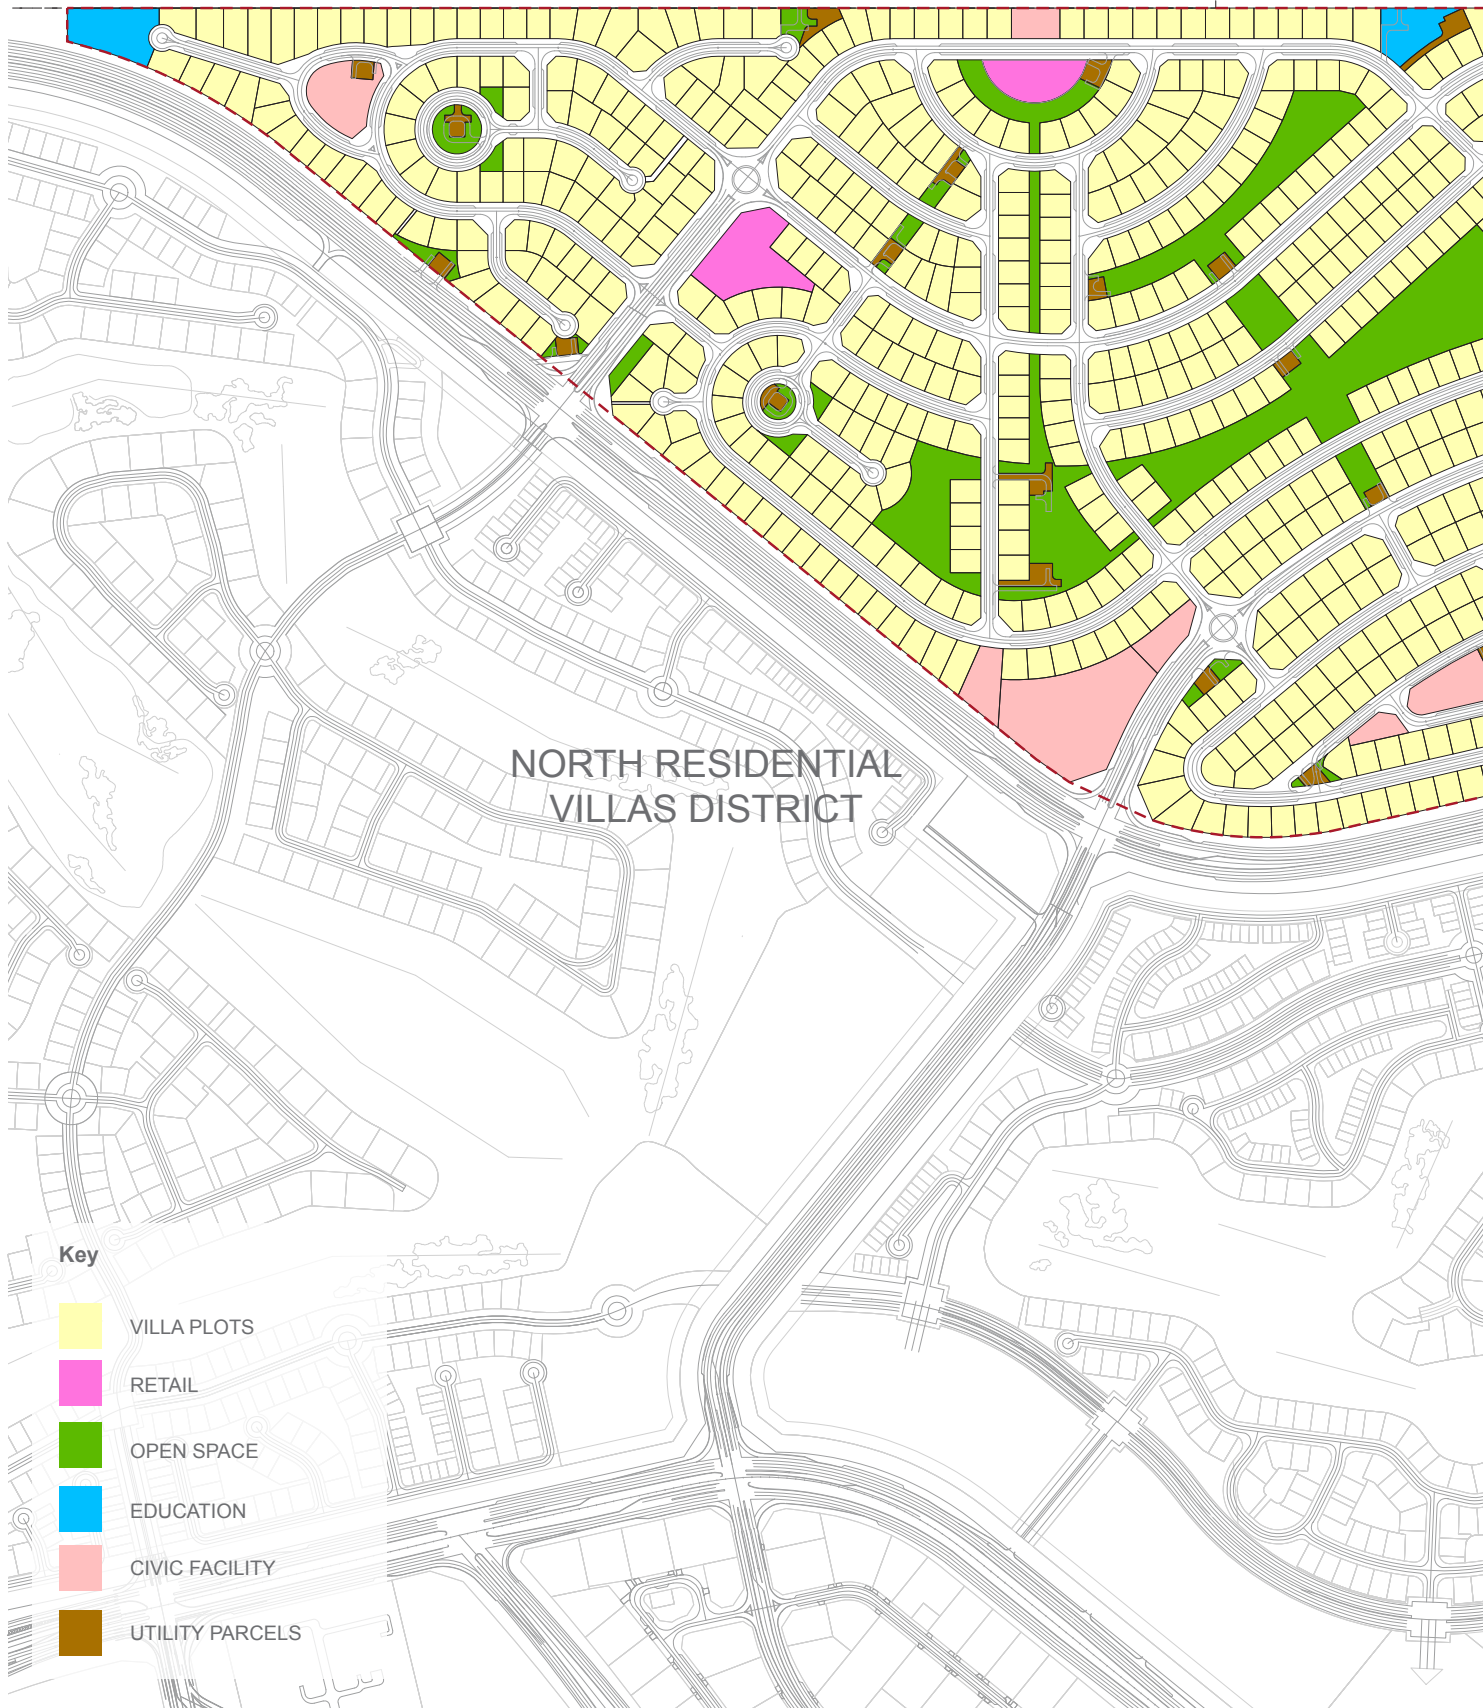 NORTH RESIDENTIAL
VILLAS DISTRICT
Key
VILLA PLOTS
RETAIL
OPEN SPACE
EDUCATION
CIVIC FACILITY
UTILITY PARCELS